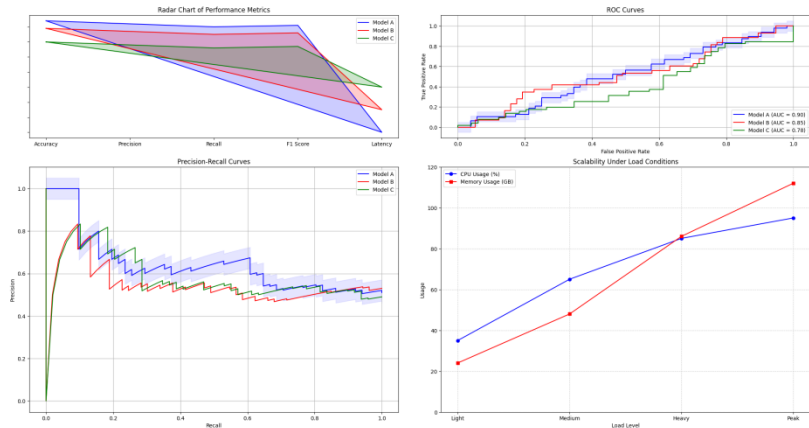 Radar Chart of Performance Metrics
Model A
Model B
Model C
Accuracy
Precision
Recall
F1 Score
Latency
ROC Curves
True Positive Rate
1.0
0.8
0.6
0.4
0.2
0.0
Model A (AUC = 0.90)
Model B (AUC = 0.85)
Model C (AUC = 0.78)
0.0
0.2
0.4
0.6
0.8
1.0
False Positive Rate
Precision-Recall Curves
Precision
1.0
0.8
0.6
0.4
0.2
0.0
Model A
Model B
Model C
0.0
0.2
0.4
0.6
0.8
1.0
Recall
Scalability Under Load Conditions
CPU Usage (%)
Memory Usage (GB)
Usage
120
100
80
60
40
20
0
Light
Medium
Heavy
Peak
Load Level